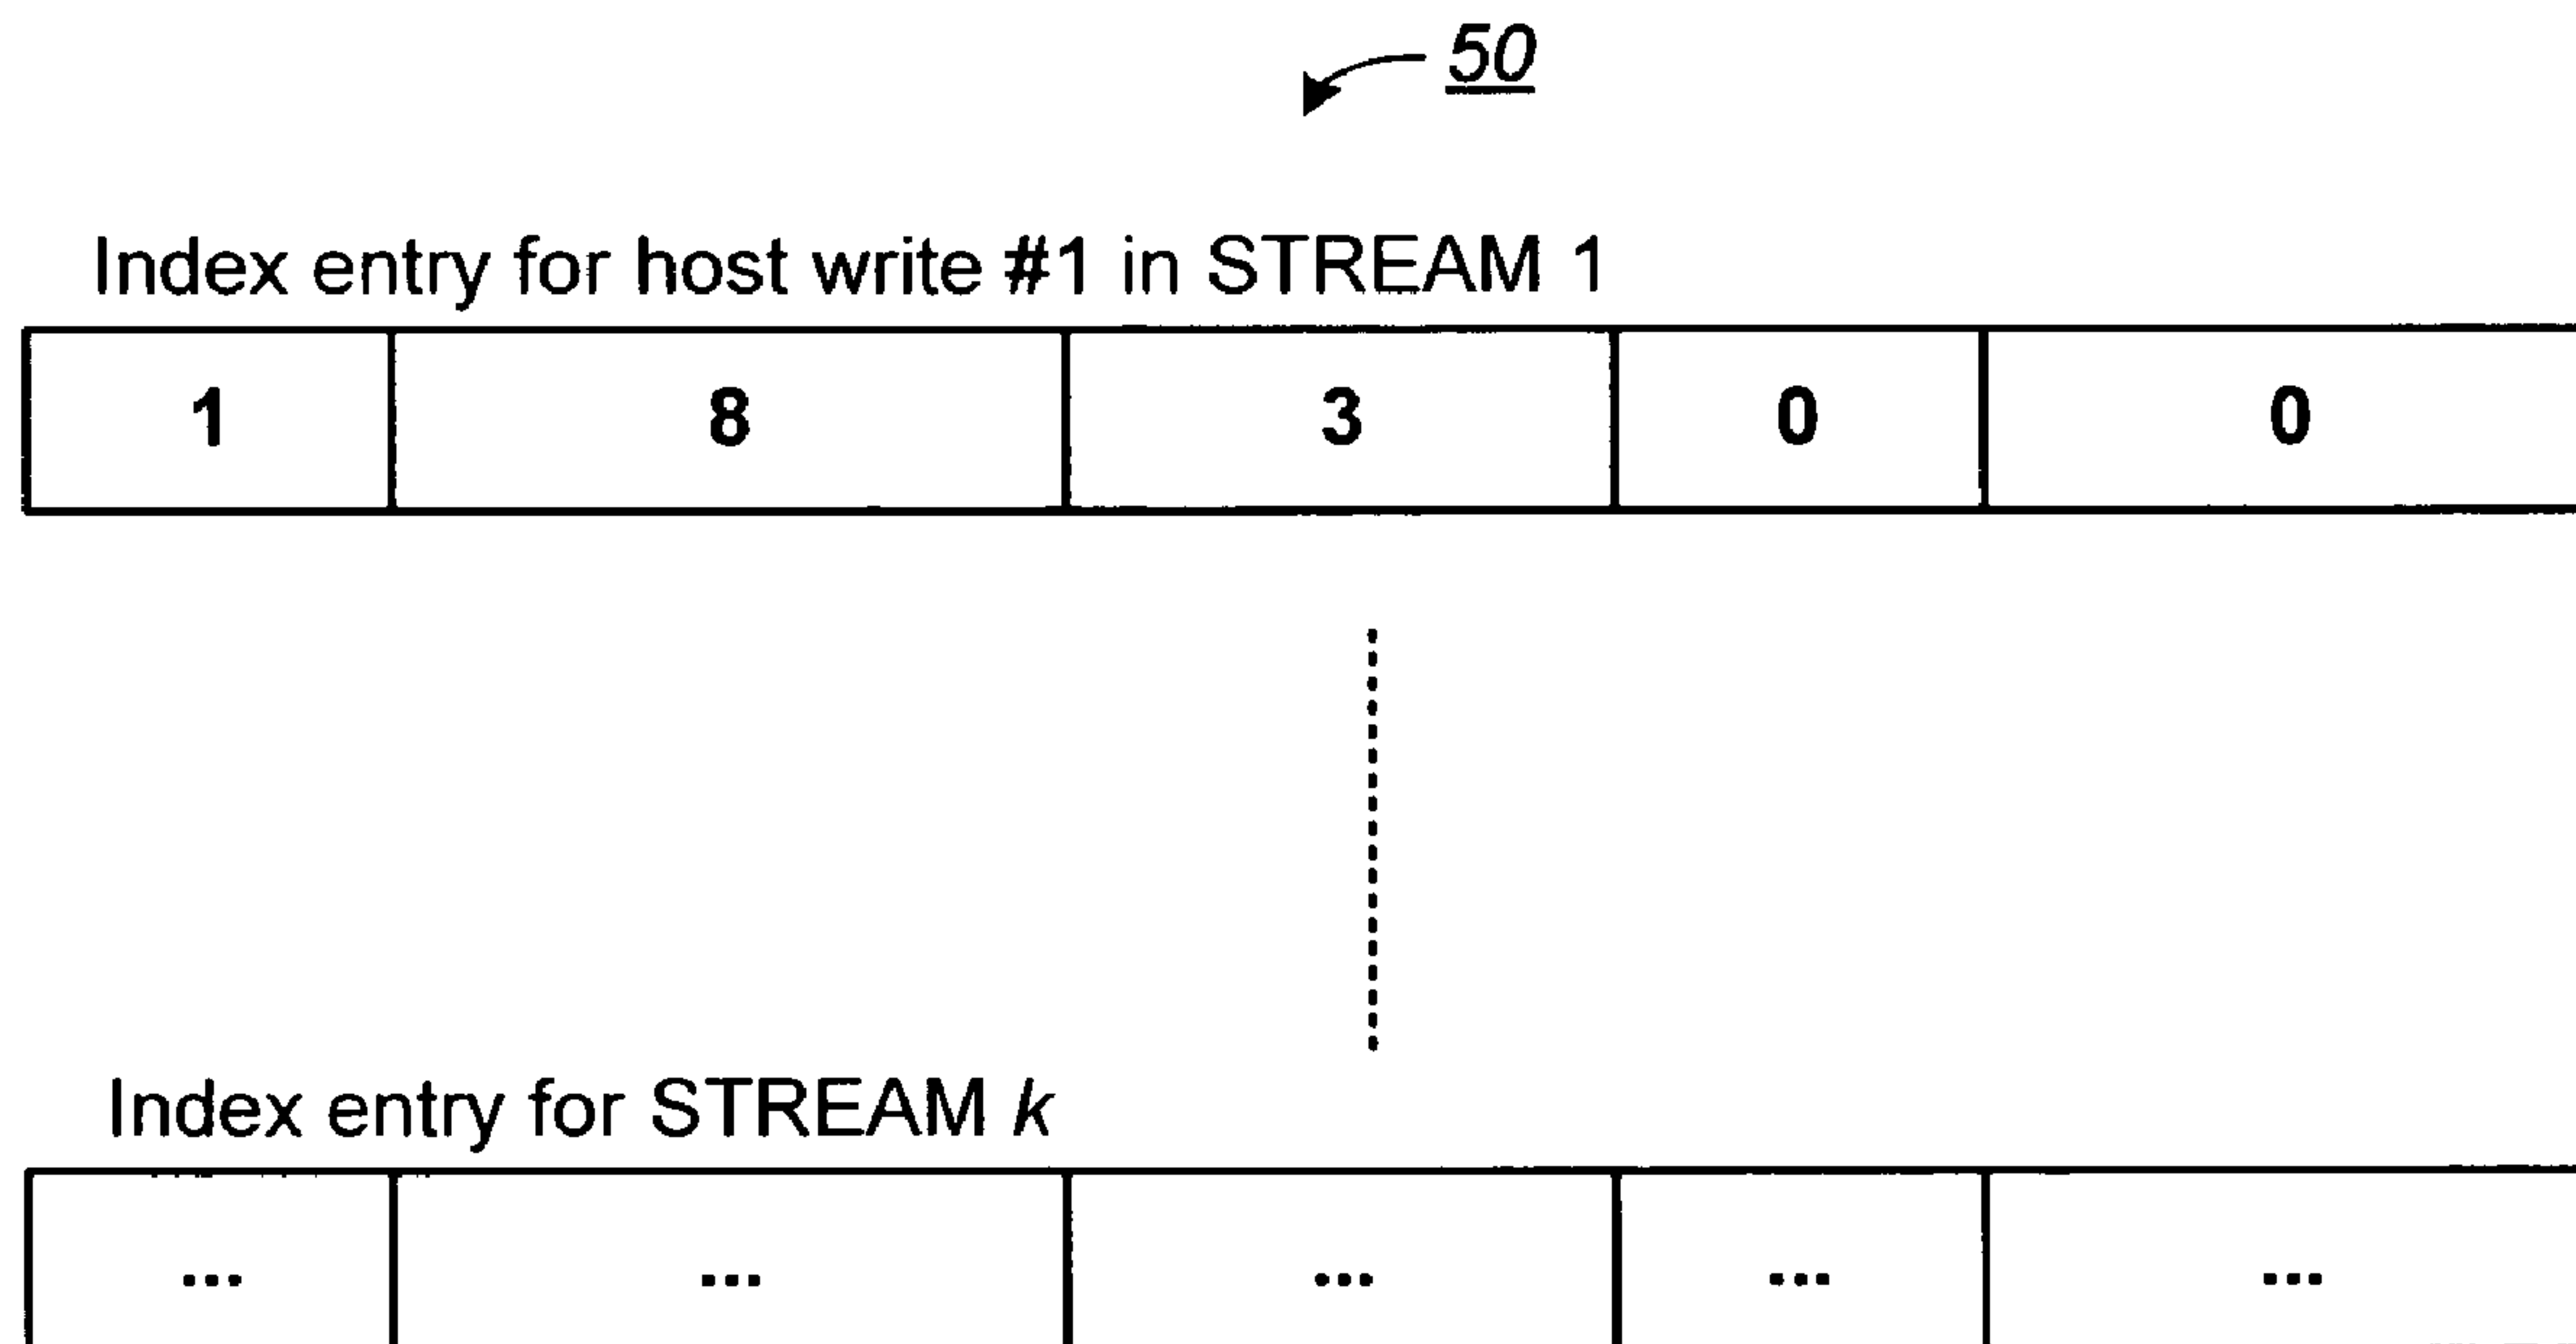 50
Index entry for host write #1 in STREAM 1
1 8 3 0 0
Index entry for STREAM k
... ... ... ... ...